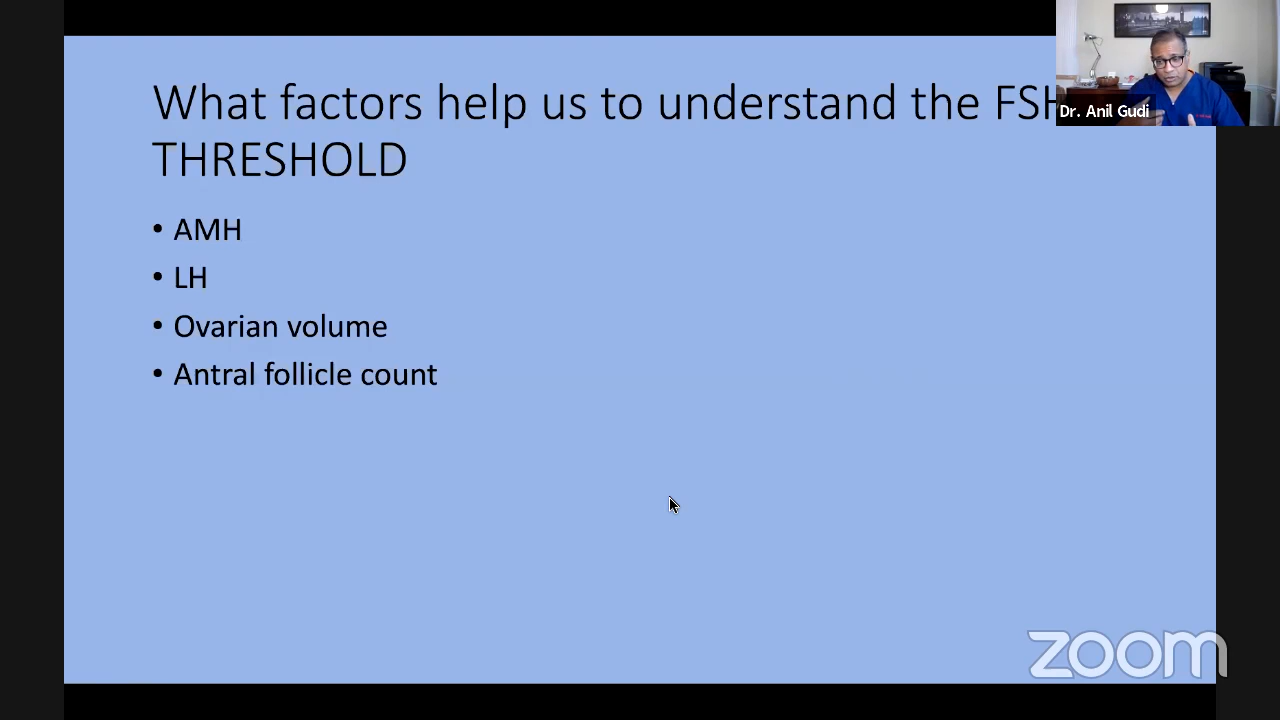 What factors help us to understand the FSH
THRESHOLD
• AMH
• LH
• Ovarian volume
• Antral follicle count
Dr. Anil Gudi
zoom